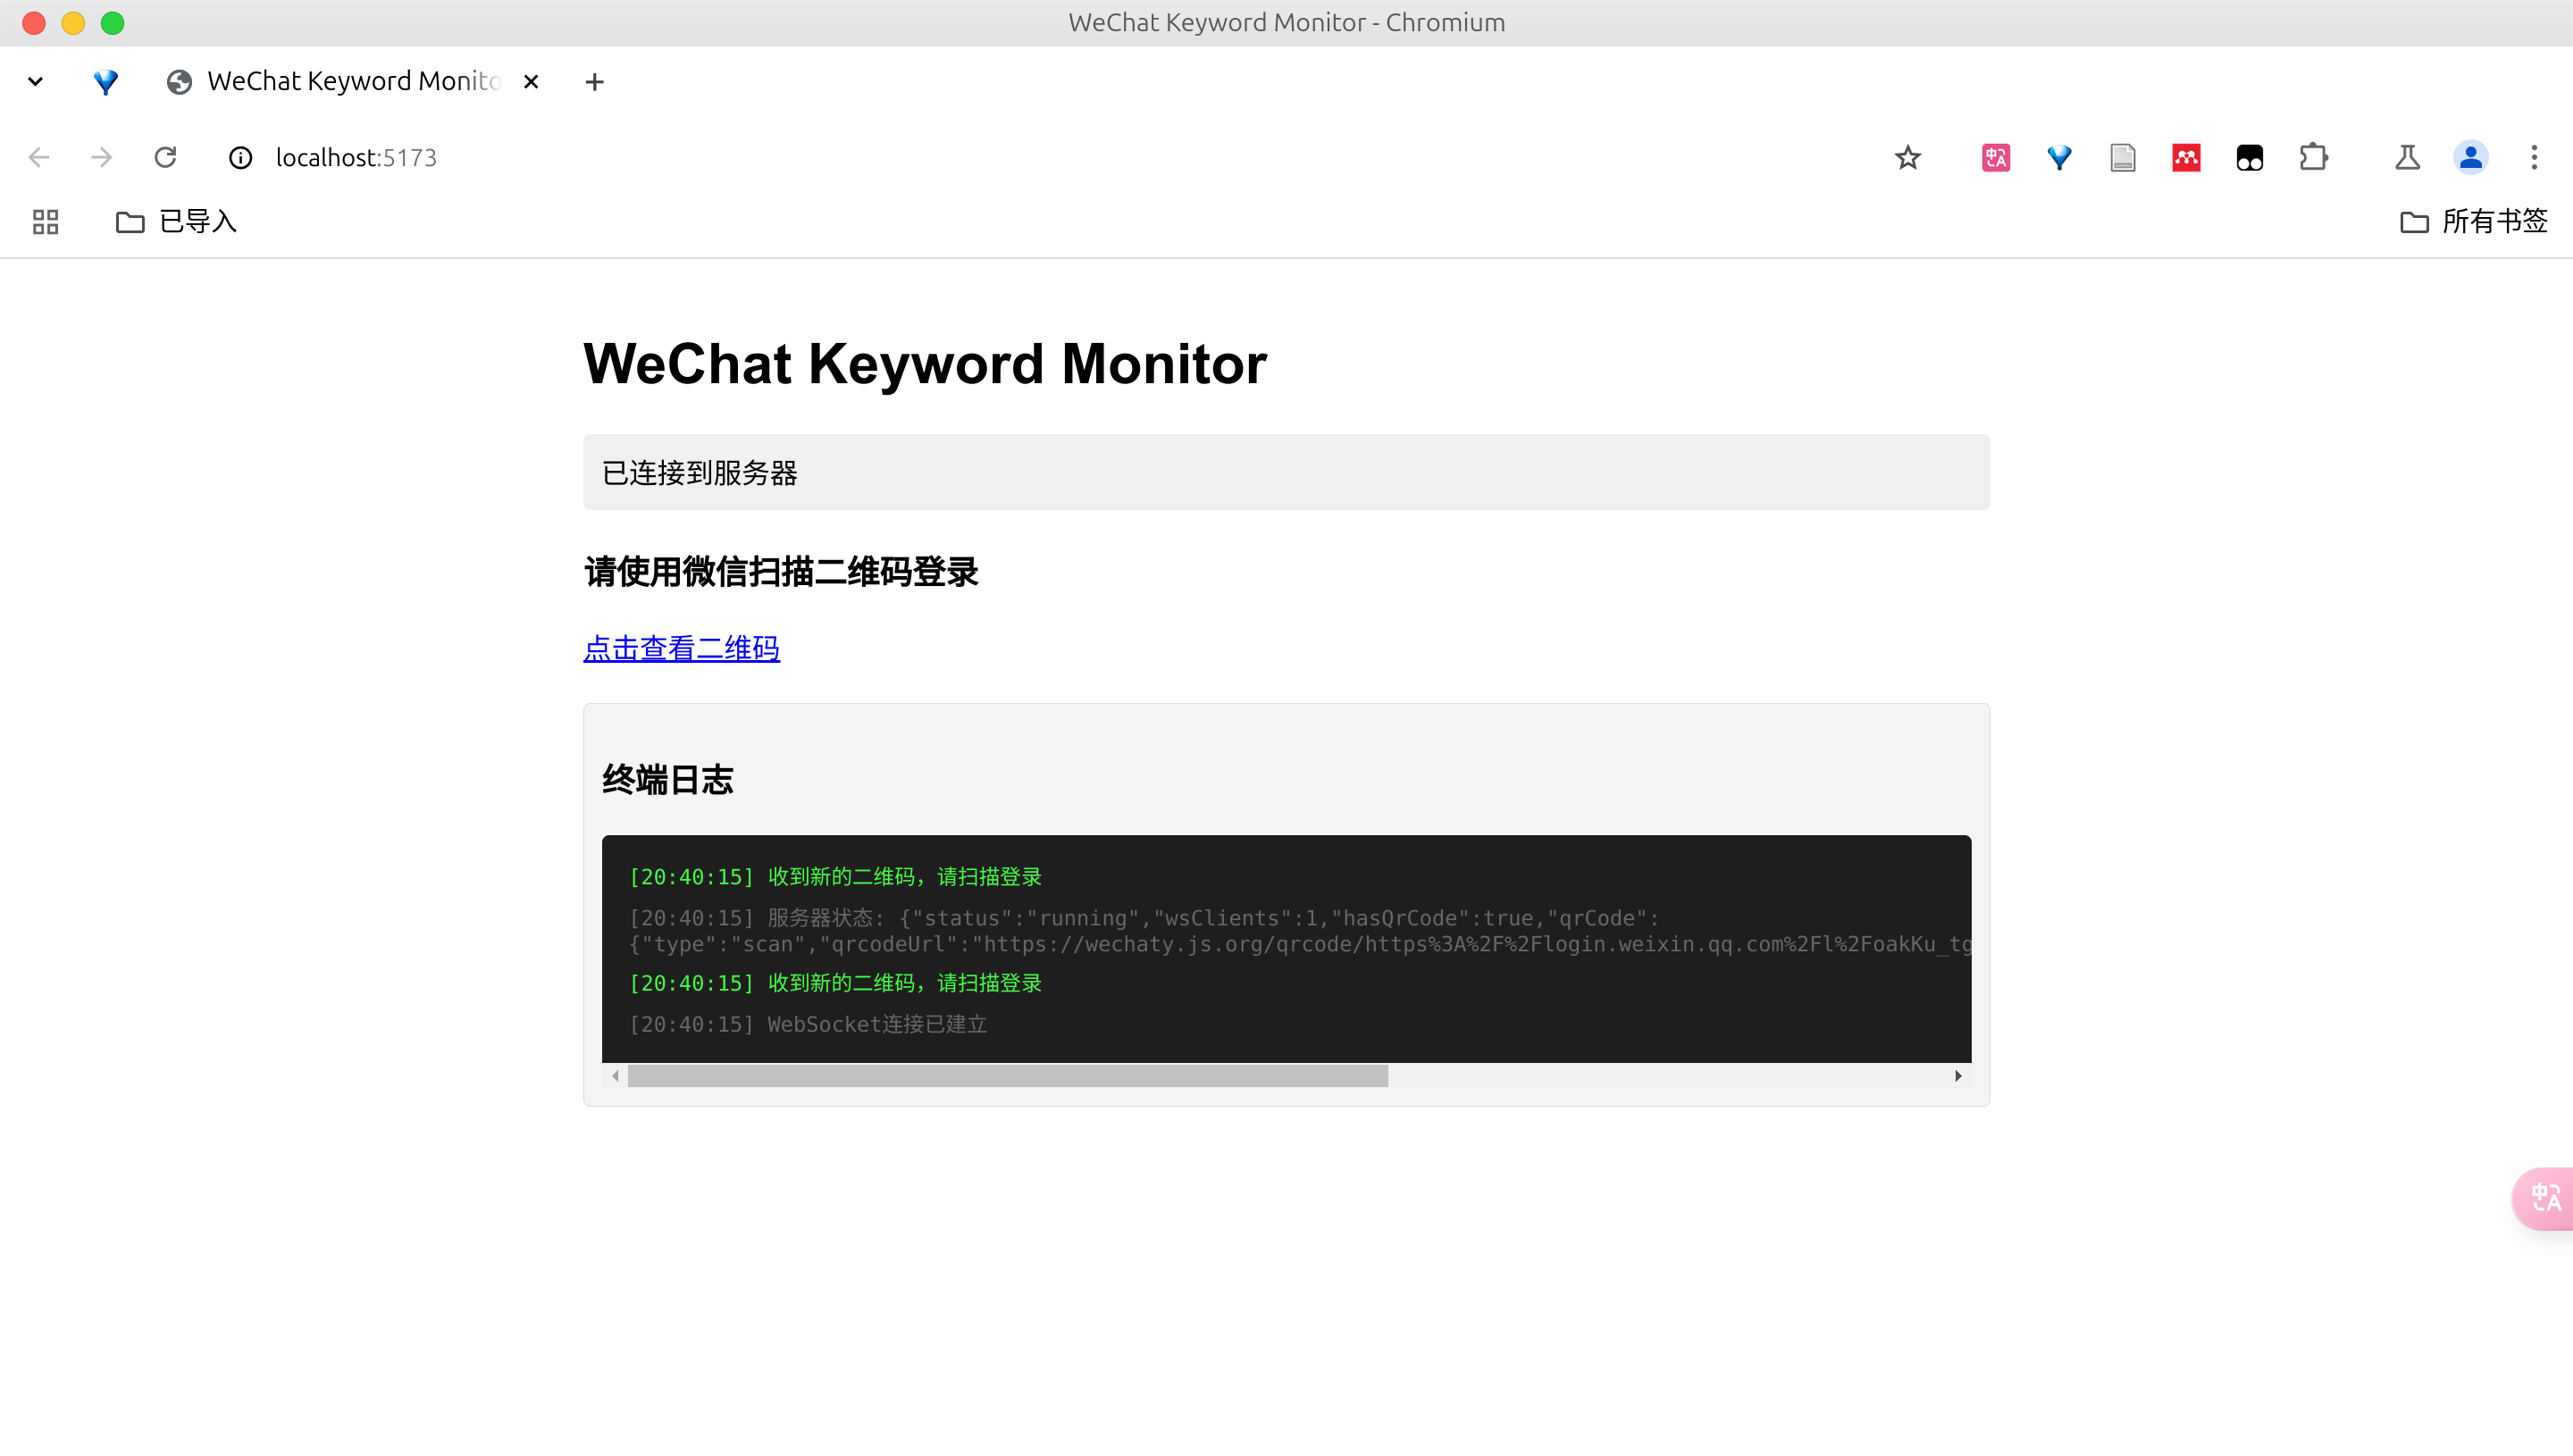 WeChat Keyword Monitor - Chromium
WeChat Keyword Monito
localhost:5173
已导入
所有书签
WeChat Keyword Monitor
已连接到服务器
请使用微信扫描二维码登录
点击查看二维码
终端日志
[20:40:15] 收到新的二维码，请扫描登录
[20:40:15] 服务器状态: {"status":"running","wsClients":1,"hasQrCode":true,"qrCode":
{"type":"scan","qrcodeUrl":"https://wechaty.js.org/qrcode/https%3A%2F%2Flogin.weixin.qq.com%2Fl%2FoakKu_tg
[20:40:15] 收到新的二维码，请扫描登录
[20:40:15] WebSocket连接已建立